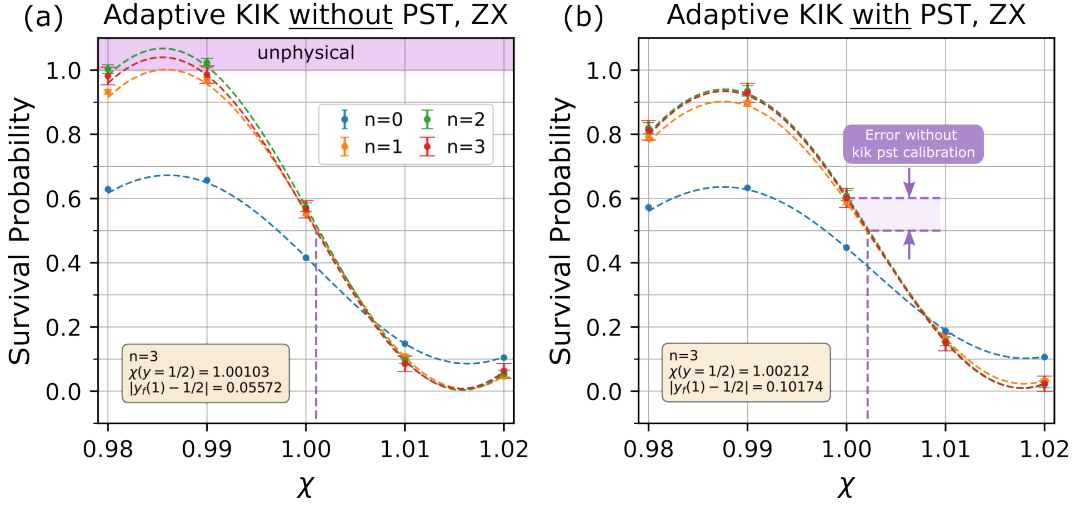 (a)
Adaptive KIK without PST, ZX
unphysical
n=0
n=1
n=2
n=3
n=3
χ(y = 1/2) = 1.00103
|y_f(1) − 1/2| = 0.05572
Survival Probability
1.0
0.8
0.6
0.4
0.2
0.0
0.98
0.99
1.00
1.01
1.02
χ
(b)
Adaptive KIK with PST, ZX
Error without
kik pst calibration
n=3
χ(y = 1/2) = 1.00212
|y_f(1) − 1/2| = 0.10174
Survival Probability
1.0
0.8
0.6
0.4
0.2
0.0
0.98
0.99
1.00
1.01
1.02
χ